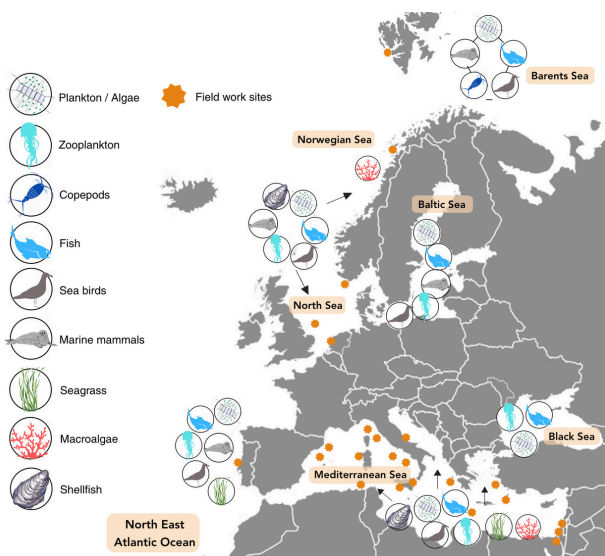 Plankton / Algae
Field work sites
Zooplankton
Copepods
Fish
Sea birds
Marine mammals
Seagrass
Macroalgae
Shellfish
Barents Sea
Norwegian Sea
Baltic Sea
North Sea
Black Sea
Mediterranean Sea
North East
Atlantic Ocean